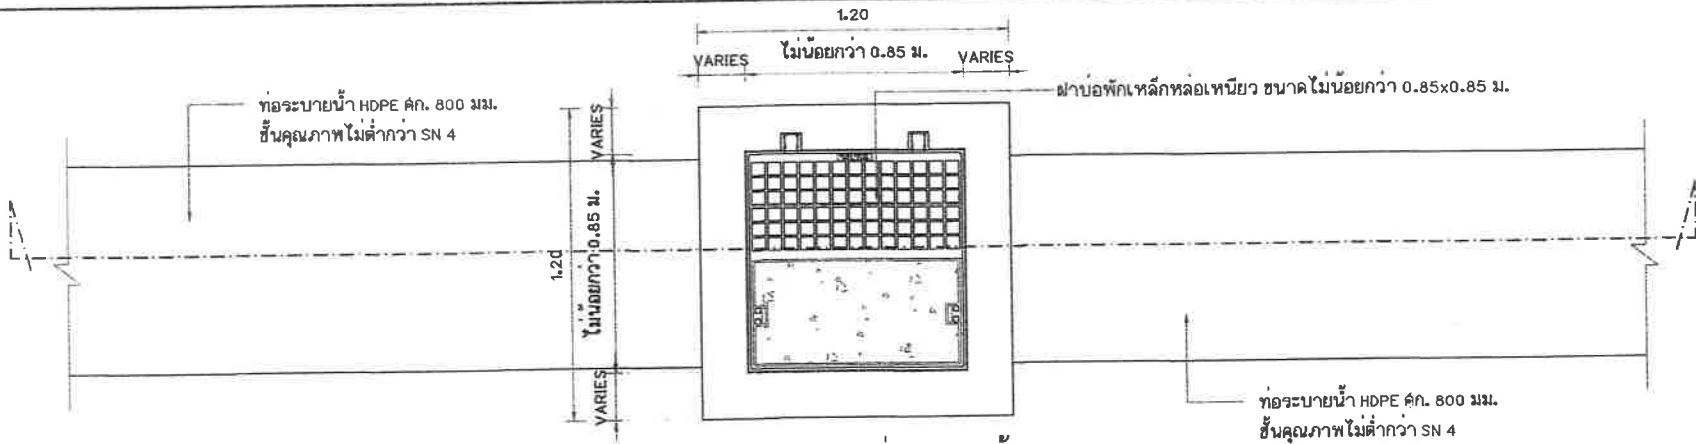 1.20
ไม่น้อยกว่า 0.85 ม.
VARIES
VARIES
ฝาบ่อพักเหล็กหล่อเหนียว ขนาดไม่น้อยกว่า 0.85x0.85 ม.
ท่อระบายน้ำ HDPE ศก. 800 มม.
ชั้นคุณภาพไม่ต่ำกว่า SN 4
VARIES
ไม่น้อยกว่า 0.85 ม.
1.20
VARIES
ท่อระบายน้ำ HDPE ศก. 800 มม.
ชั้นคุณภาพไม่ต่ำกว่า SN 4